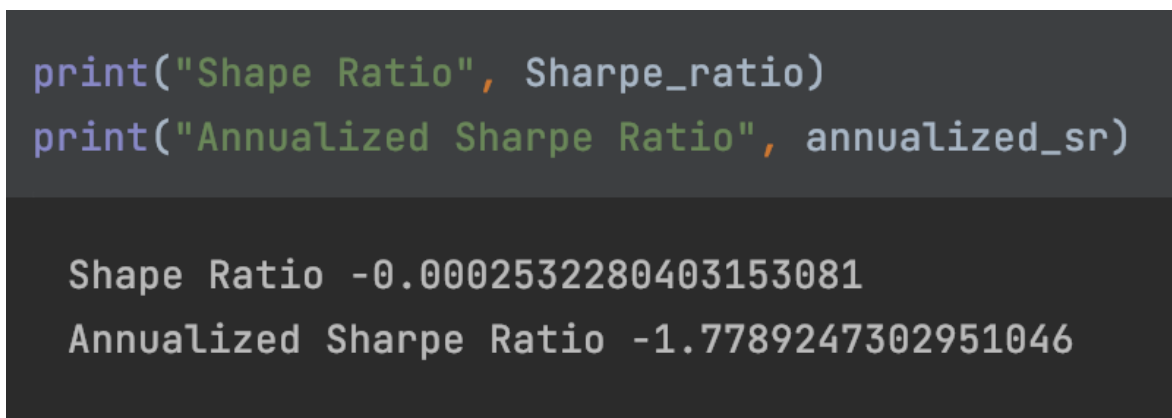 print("Shape Ratio", Sharpe_ratio)
print("Annualized Sharpe Ratio", annualized_sr)
Shape Ratio -0.0002532280403153081
Annualized Sharpe Ratio -1.7789247302951046